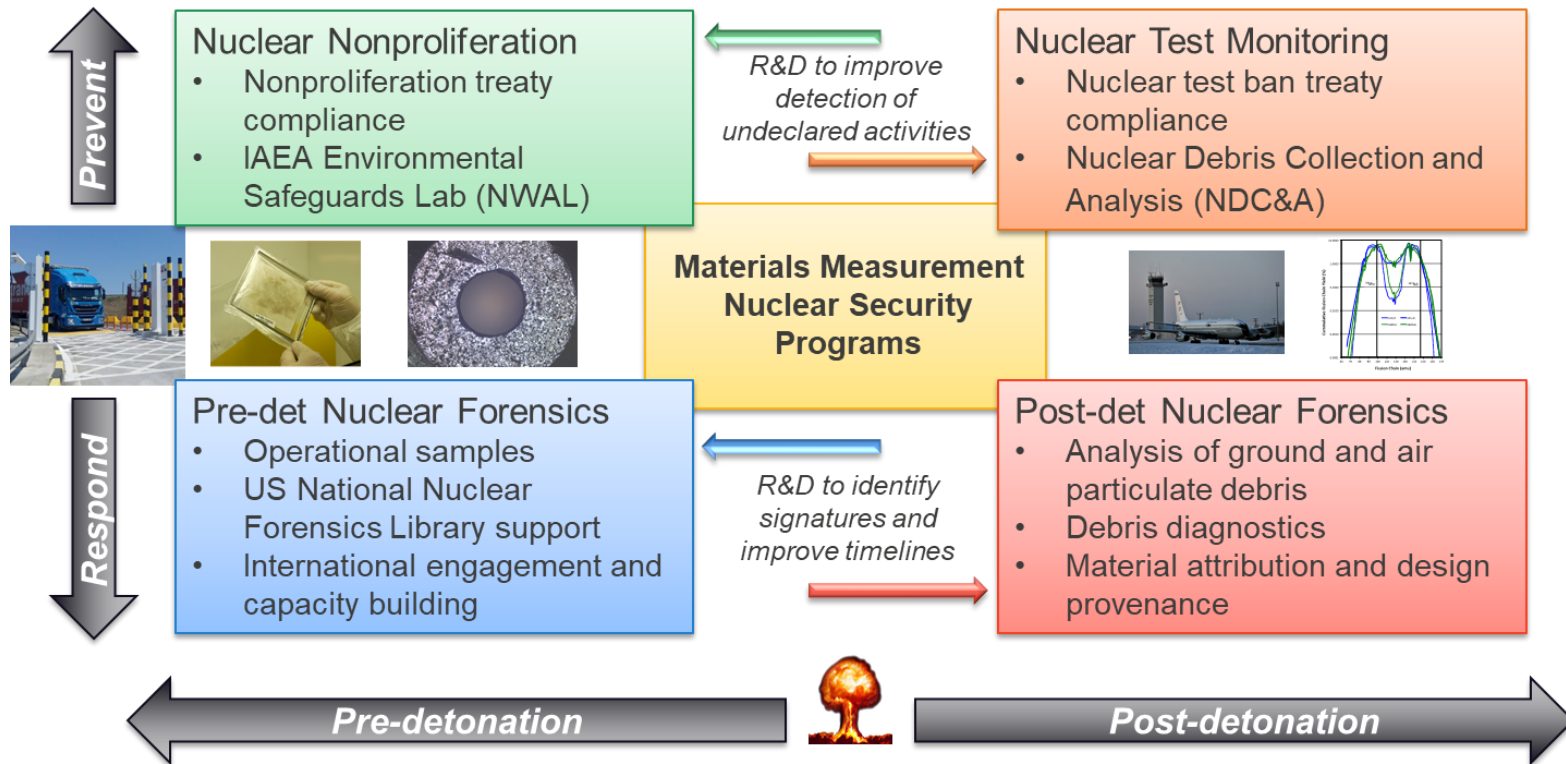 Prevent
Nuclear Nonproliferation
• Nonproliferation treaty
compliance
• IAEA Environmental
Safeguards Lab (NWAL)
R&D to improve
detection of
undeclared activities
Nuclear Test Monitoring
• Nuclear test ban treaty
compliance
• Nuclear Debris Collection and
Analysis (NDC&A)
Materials Measurement
Nuclear Security
Programs
Fission Chain (amu)
Respond
Pre-det Nuclear Forensics
• Operational samples
• US National Nuclear
Forensics Library support
• International engagement and
capacity building
R&D to identify
signatures and
improve timelines
Post-det Nuclear Forensics
• Analysis of ground and air
particulate debris
• Debris diagnostics
• Material attribution and design
provenance
Pre-detonation
Post-detonation